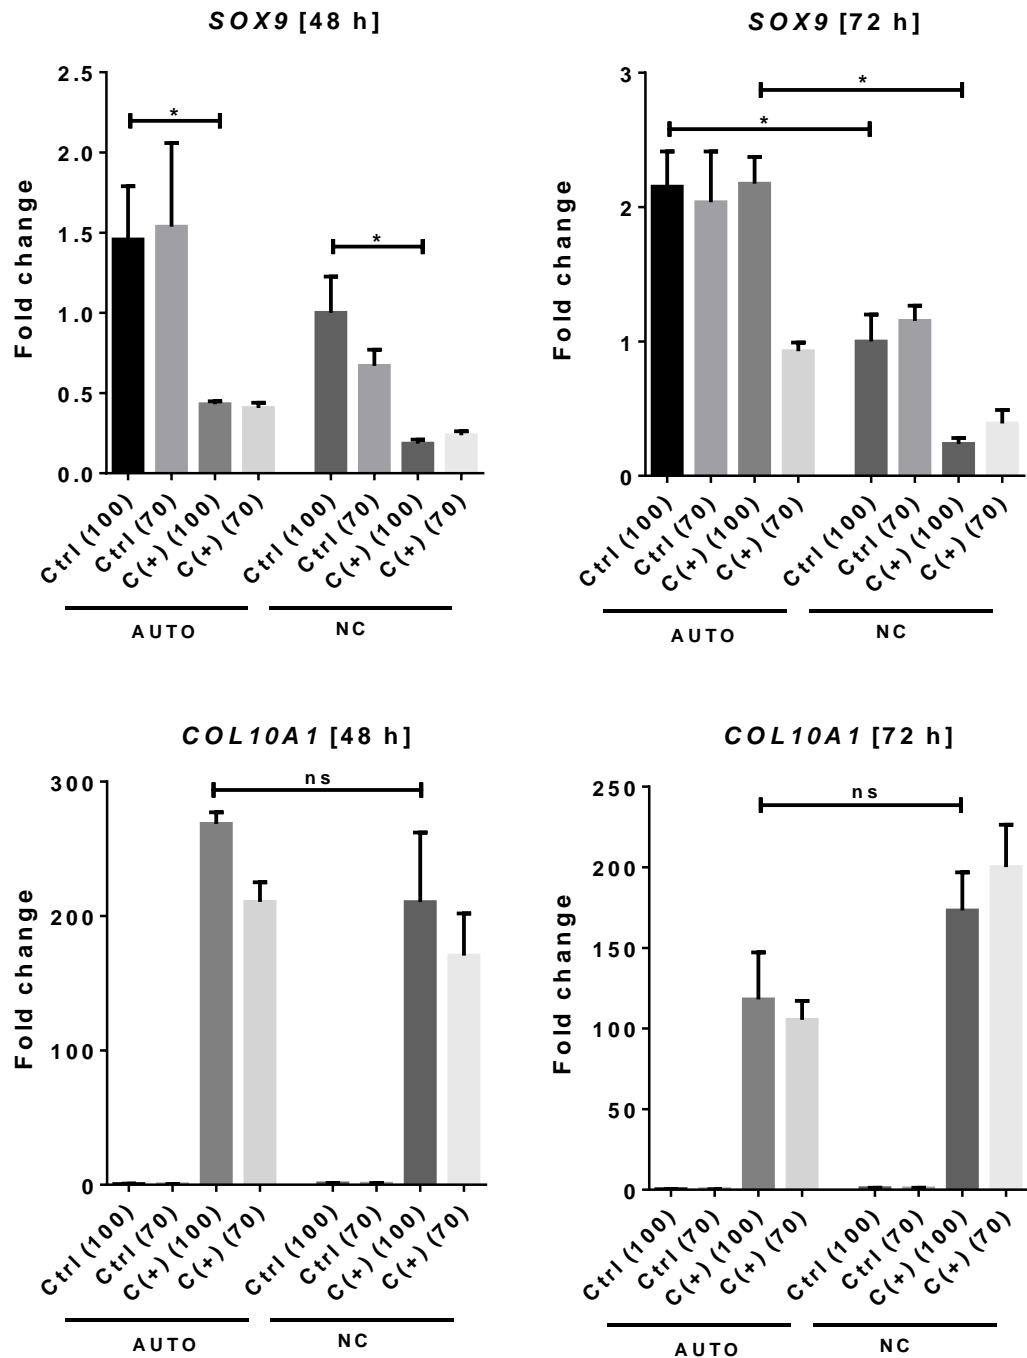 SOX9 [48 h]
Fold change
2.5
2.0
1.5
1.0
0.5
0.0
*
*
Ctrl (100)
Ctrl (70)
C(+) (100)
C(+) (70)
Ctrl (100)
Ctrl (70)
C(+) (100)
C(+) (70)
AUTO
NC
SOX9 [72 h]
Fold change
3
2
1
0
*
*
Ctrl (100)
Ctrl (70)
C(+) (100)
C(+) (70)
Ctrl (100)
Ctrl (70)
C(+) (100)
C(+) (70)
AUTO
NC
COL10A1 [48 h]
Fold change
300
200
100
0
ns
Ctrl (100)
Ctrl (70)
C(+) (100)
C(+) (70)
Ctrl (100)
Ctrl (70)
C(+) (100)
C(+) (70)
AUTO
NC
COL10A1 [72 h]
Fold change
250
200
150
100
50
0
ns
Ctrl (100)
Ctrl (70)
C(+) (100)
C(+) (70)
Ctrl (100)
Ctrl (70)
C(+) (100)
C(+) (70)
AUTO
NC